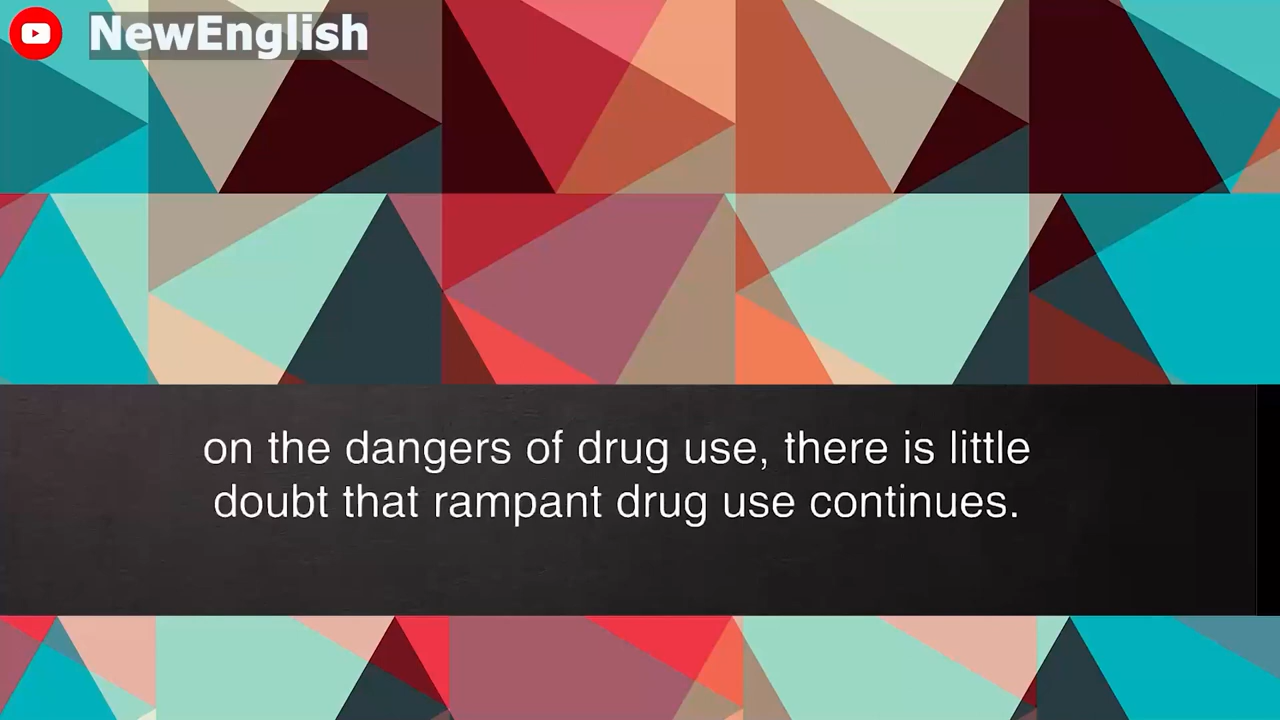 NewEnglish
on the dangers of drug use, there is little
doubt that rampant drug use continues.